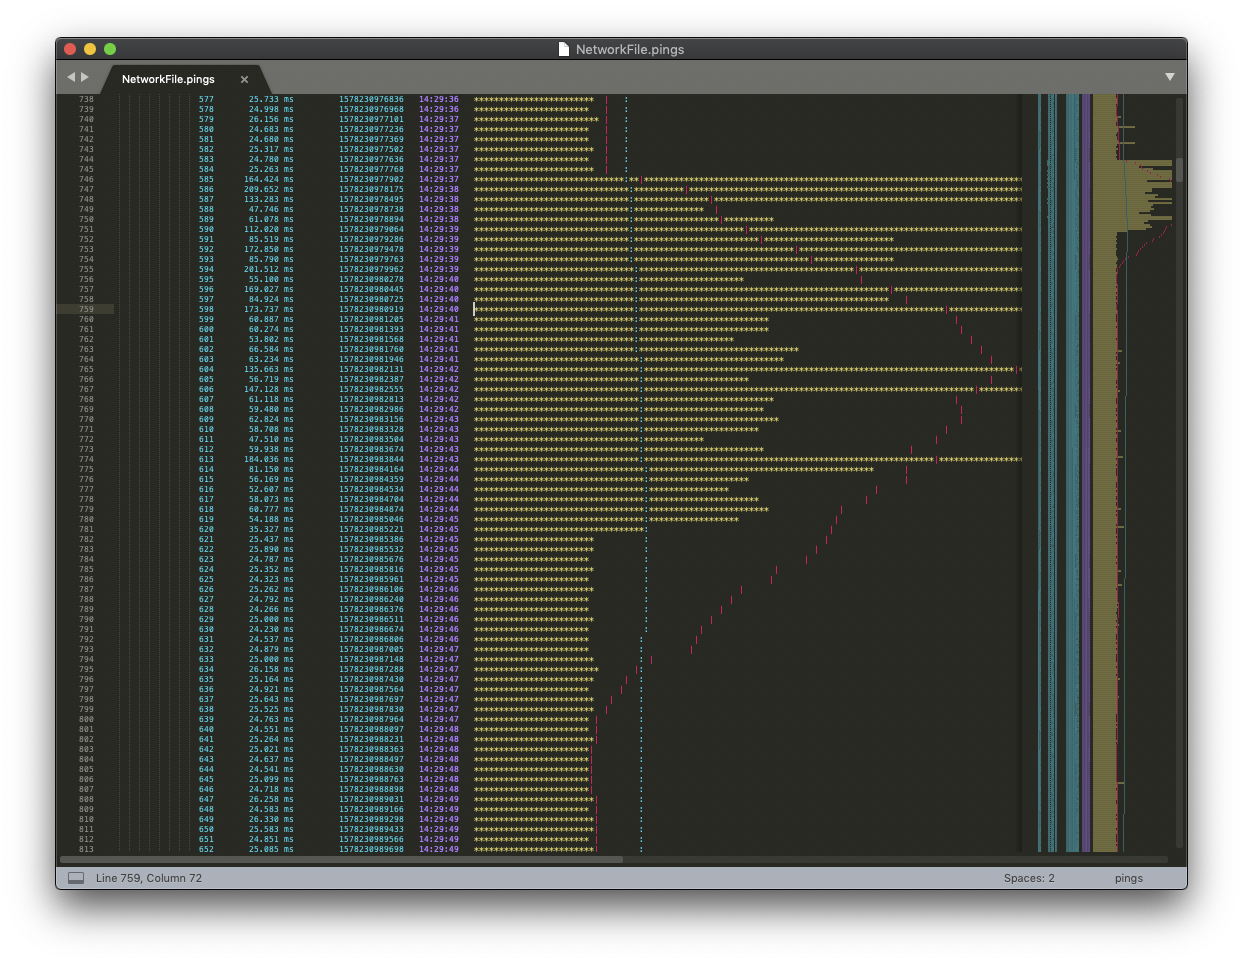 NetworkFile.pings
NetworkFile.pings ×
738 577 25.733 ms 1578230976836 14:29:36
739 578 24.998 ms 1578230976968 14:29:36
740 579 26.156 ms 1578230977101 14:29:37
741 580 24.683 ms 1578230977236 14:29:37
742 581 24.680 ms 1578230977369 14:29:37
743 582 25.317 ms 1578230977502 14:29:37
744 583 24.780 ms 1578230977636 14:29:37
745 584 25.263 ms 1578230977768 14:29:37
746 585 164.424 ms 1578230977902 14:29:37
747 586 209.652 ms 1578230978175 14:29:38
748 587 133.283 ms 1578230978495 14:29:38
749 588 47.746 ms 1578230978738 14:29:38
750 589 61.078 ms 1578230978894 14:29:38
751 590 112.020 ms 1578230979064 14:29:39
752 591 85.519 ms 1578230979286 14:29:39
753 592 172.850 ms 1578230979478 14:29:39
754 593 85.790 ms 1578230979763 14:29:39
755 594 201.512 ms 1578230979962 14:29:39
756 595 55.100 ms 1578230980278 14:29:40
757 596 169.027 ms 1578230980445 14:29:40
758 597 84.924 ms 1578230980725 14:29:40
759 598 173.737 ms 1578230980919 14:29:40
760 599 60.887 ms 1578230981205 14:29:41
761 600 60.274 ms 1578230981393 14:29:41
762 601 53.802 ms 1578230981568 14:29:41
763 602 66.584 ms 1578230981760 14:29:41
764 603 63.234 ms 1578230981946 14:29:41
765 604 135.663 ms 1578230982131 14:29:42
766 605 56.719 ms 1578230982387 14:29:42
767 606 147.128 ms 1578230982555 14:29:42
768 607 61.118 ms 1578230982813 14:29:42
769 608 59.480 ms 1578230982986 14:29:42
770 609 62.824 ms 1578230983156 14:29:43
771 610 58.708 ms 1578230983328 14:29:43
772 611 47.510 ms 1578230983504 14:29:43
773 612 59.938 ms 1578230983674 14:29:43
774 613 184.036 ms 1578230983844 14:29:43
775 614 81.150 ms 1578230984164 14:29:44
776 615 56.169 ms 1578230984359 14:29:44
777 616 52.607 ms 1578230984534 14:29:44
778 617 58.073 ms 1578230984704 14:29:44
779 618 60.777 ms 1578230984874 14:29:44
780 619 54.188 ms 1578230985046 14:29:45
781 620 35.327 ms 1578230985221 14:29:45
782 621 25.437 ms 1578230985386 14:29:45
783 622 25.890 ms 1578230985532 14:29:45
784 623 24.787 ms 1578230985676 14:29:45
785 624 25.352 ms 1578230985816 14:29:45
786 625 24.323 ms 1578230985961 14:29:45
787 626 25.262 ms 1578230986106 14:29:46
788 627 24.792 ms 1578230986240 14:29:46
789 628 24.266 ms 1578230986376 14:29:46
790 629 25.000 ms 1578230986511 14:29:46
791 630 24.230 ms 1578230986674 14:29:46
792 631 24.537 ms 1578230986806 14:29:46
793 632 24.879 ms 1578230987005 14:29:47
794 633 25.000 ms 1578230987148 14:29:47
795 634 26.158 ms 1578230987288 14:29:47
796 635 25.164 ms 1578230987430 14:29:47
797 636 24.921 ms 1578230987564 14:29:47
798 637 25.643 ms 1578230987697 14:29:47
799 638 25.525 ms 1578230987830 14:29:47
800 639 24.763 ms 1578230987964 14:29:47
801 640 24.551 ms 1578230988097 14:29:48
802 641 25.264 ms 1578230988231 14:29:48
803 642 25.021 ms 1578230988363 14:29:48
804 643 24.637 ms 1578230988497 14:29:48
805 644 24.541 ms 1578230988630 14:29:48
806 645 25.099 ms 1578230988763 14:29:48
807 646 24.718 ms 1578230988898 14:29:48
808 647 26.258 ms 1578230989031 14:29:49
809 648 24.583 ms 1578230989166 14:29:49
810 649 26.330 ms 1578230989298 14:29:49
811 650 25.583 ms 1578230989433 14:29:49
812 651 24.851 ms 1578230989566 14:29:49
813 652 25.085 ms 1578230989698 14:29:49
Line 759, Column 72 Spaces: 2 pings